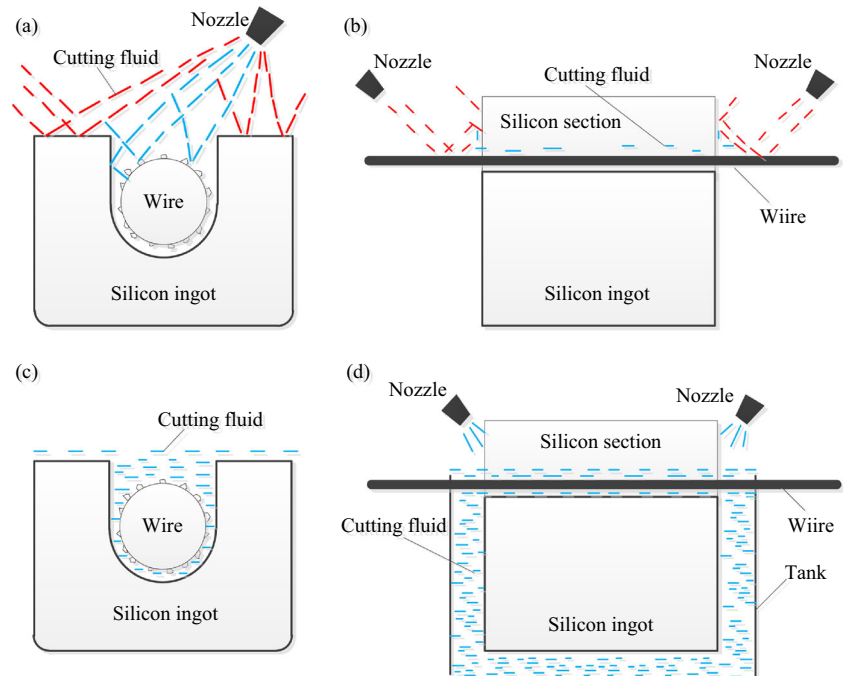 (a)
Nozzle
Cutting fluid
Wire
Silicon ingot
(b)
Nozzle
Cutting fluid
Nozzle
Silicon section
Wiire
Silicon ingot
(c)
Cutting fluid
Wire
Silicon ingot
(d)
Nozzle
Nozzle
Silicon section
Cutting fluid
Wiire
Tank
Silicon ingot